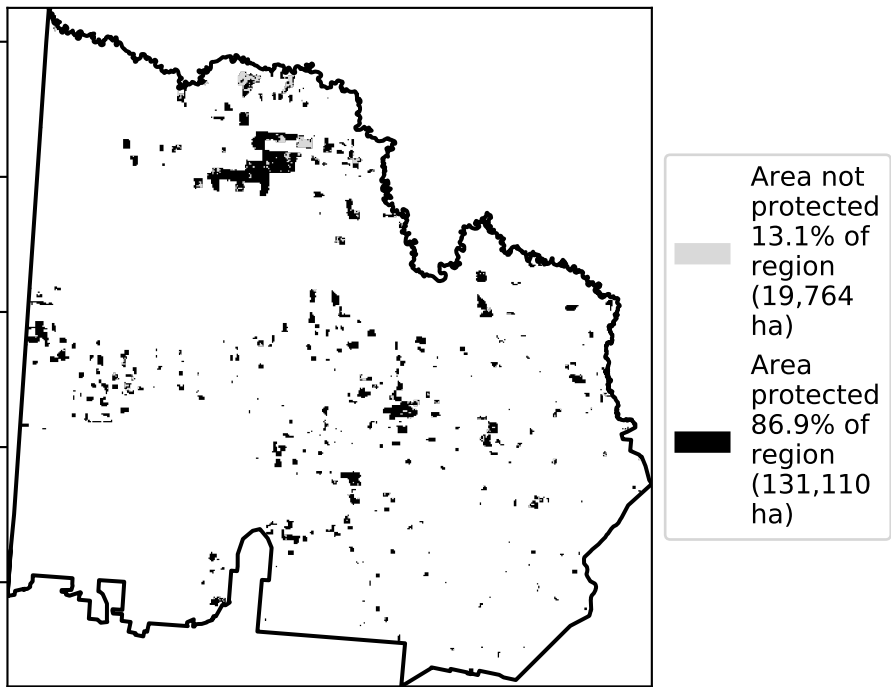 Area not
protected
13.1% of
region
(19,764
ha)
Area
protected
86.9% of
region
(131,110
ha)